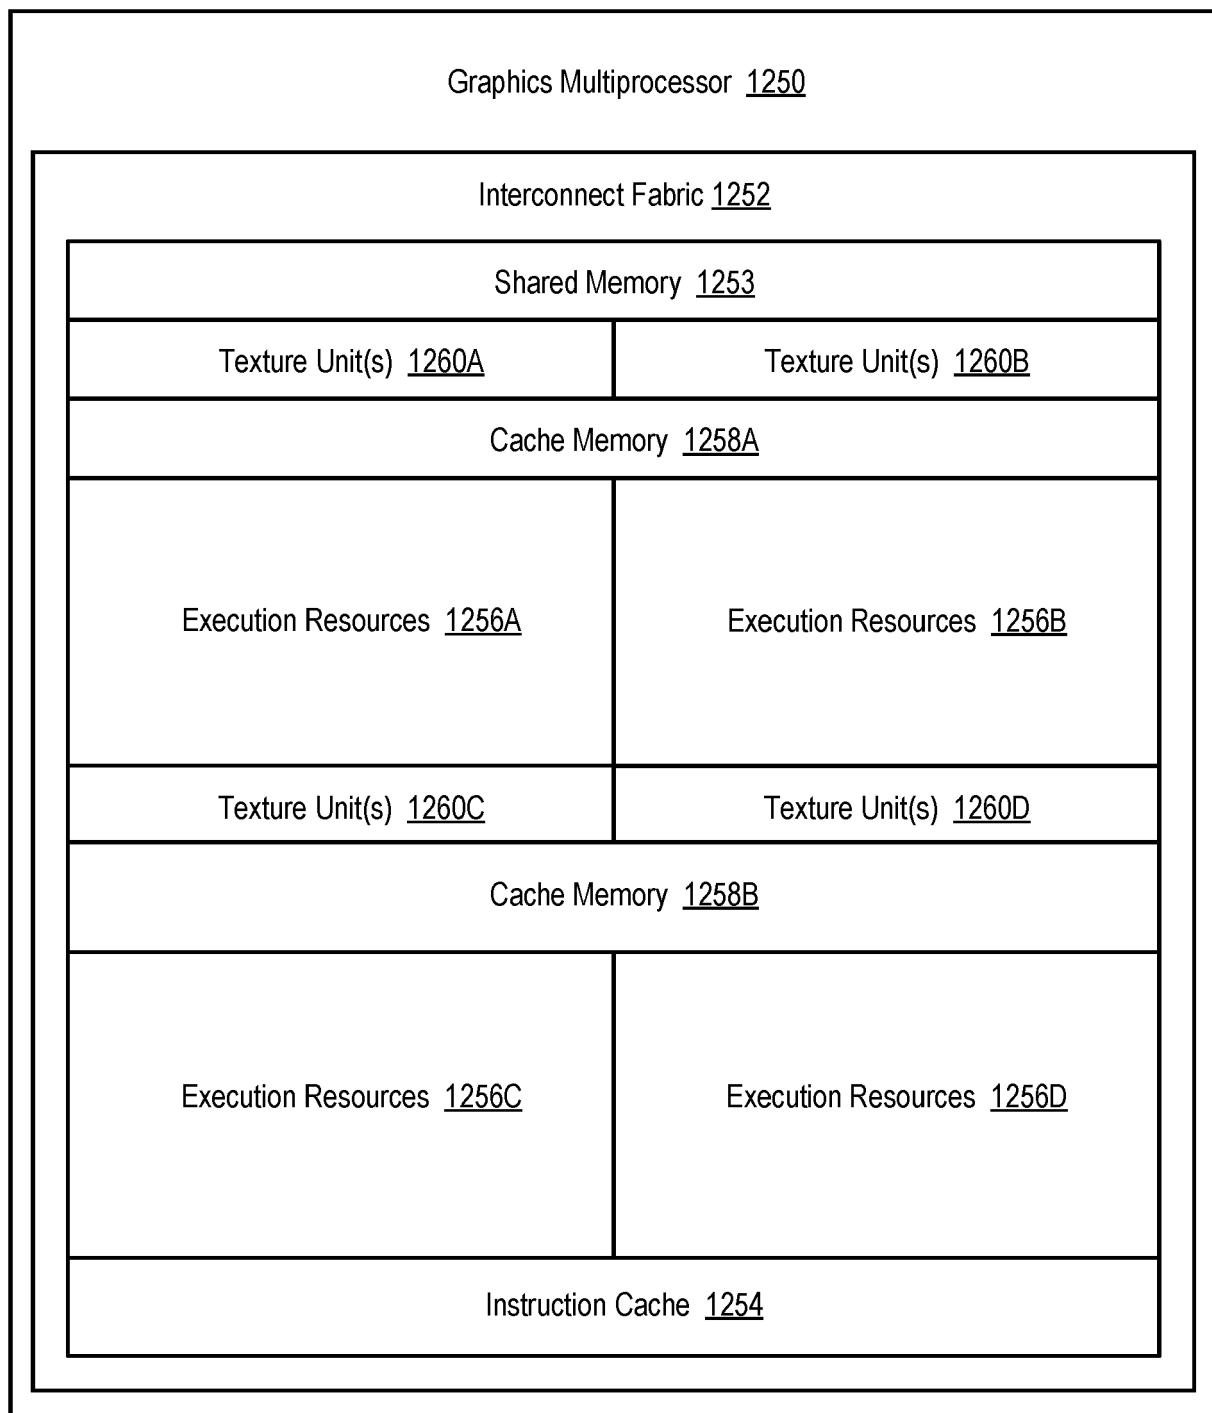 Graphics Multiprocessor 1250
Interconnect Fabric 1252
Shared Memory 1253
Texture Unit(s) 1260A
Texture Unit(s) 1260B
Cache Memory 1258A
Execution Resources 1256A
Execution Resources 1256B
Texture Unit(s) 1260C
Texture Unit(s) 1260D
Cache Memory 1258B
Execution Resources 1256C
Execution Resources 1256D
Instruction Cache 1254